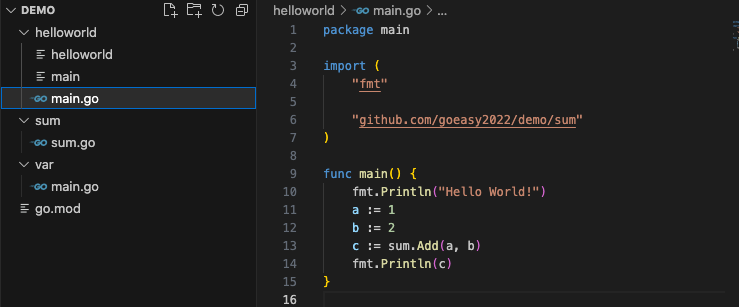 DEMO
helloworld
helloworld
main
main.go
sum
sum.go
var
main.go
go.mod
helloworld > main.go > ...
1 package main
2
3 import (
4 "fmt"
5
6 "github.com/goeasy2022/demo/sum"
7 )
8
9 func main() {
10 fmt.Println("Hello World!")
11 a := 1
12 b := 2
13 c := sum.Add(a, b)
14 fmt.Println(c)
15 }
16